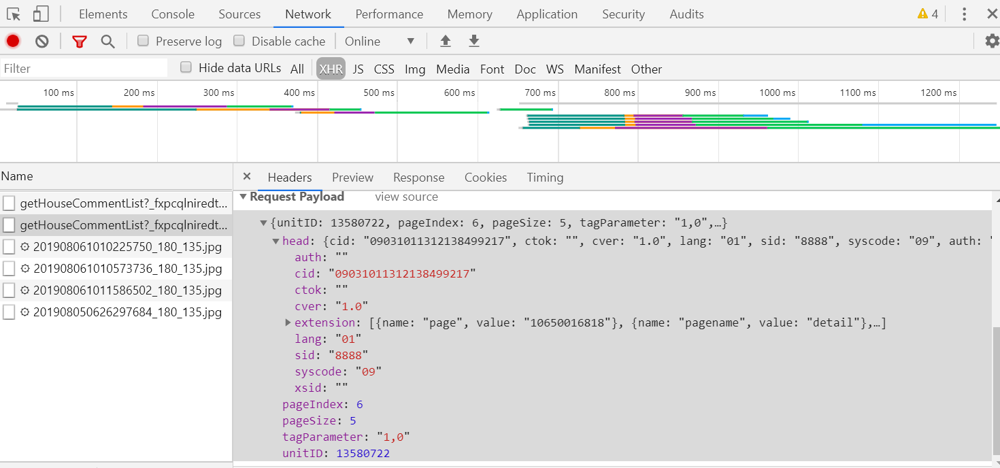 Elements Console Sources Network Performance Memory Application Security Audits 4
Preserve log Disable cache Online
Filter Hide data URLs All XHR JS CSS Img Media Font Doc WS Manifest Other
100 ms 200 ms 300 ms 400 ms 500 ms 600 ms 700 ms 800 ms 900 ms 1000 ms 1100 ms 1200 ms
Name
getHouseCommentList?_fxpcqlniredt...
getHouseCommentList?_fxpcqlniredt...
201908061010225750_180_135.jpg
201908061010573736_180_135.jpg
201908061011586502_180_135.jpg
201908050626297684_180_135.jpg
Headers Preview Response Cookies Timing
Request Payload view source
{unitID: 13580722, pageIndex: 6, pageSize: 5, tagParameter: "1,0",…}
head: {cid: "09031011312138499217", ctok: "", cver: "1.0", lang: "01", sid: "8888", syscode: "09", auth: "
auth: ""
cid: "09031011312138499217"
ctok: ""
cver: "1.0"
extension: [{name: "page", value: "10650016818"}, {name: "pagename", value: "detail"},…]
lang: "01"
sid: "8888"
syscode: "09"
xsid: ""
pageIndex: 6
pageSize: 5
tagParameter: "1,0"
unitID: 13580722